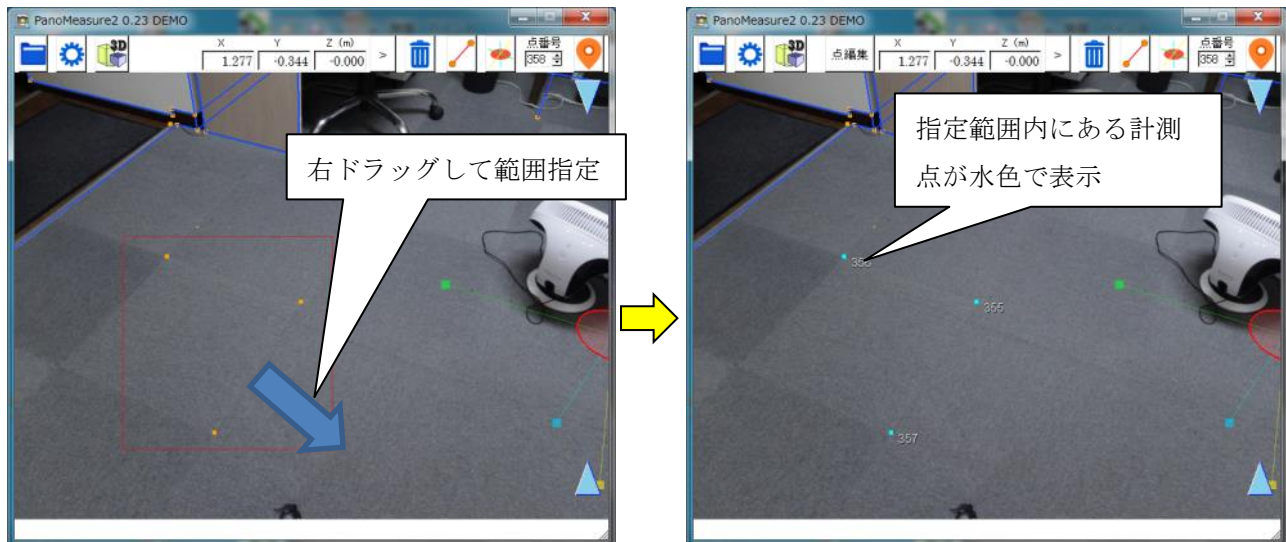 PanoMeasure2 0.23 DEMO
3D
X Y Z (m)
1.277 -0.344 -0.000 >
点番号
358
右ドラッグして範囲指定
PanoMeasure2 0.23 DEMO
3D
点編集
X Y Z (m)
1.277 -0.344 -0.000 >
点番号
358
指定範囲内にある計測
点が水色で表示
355
357